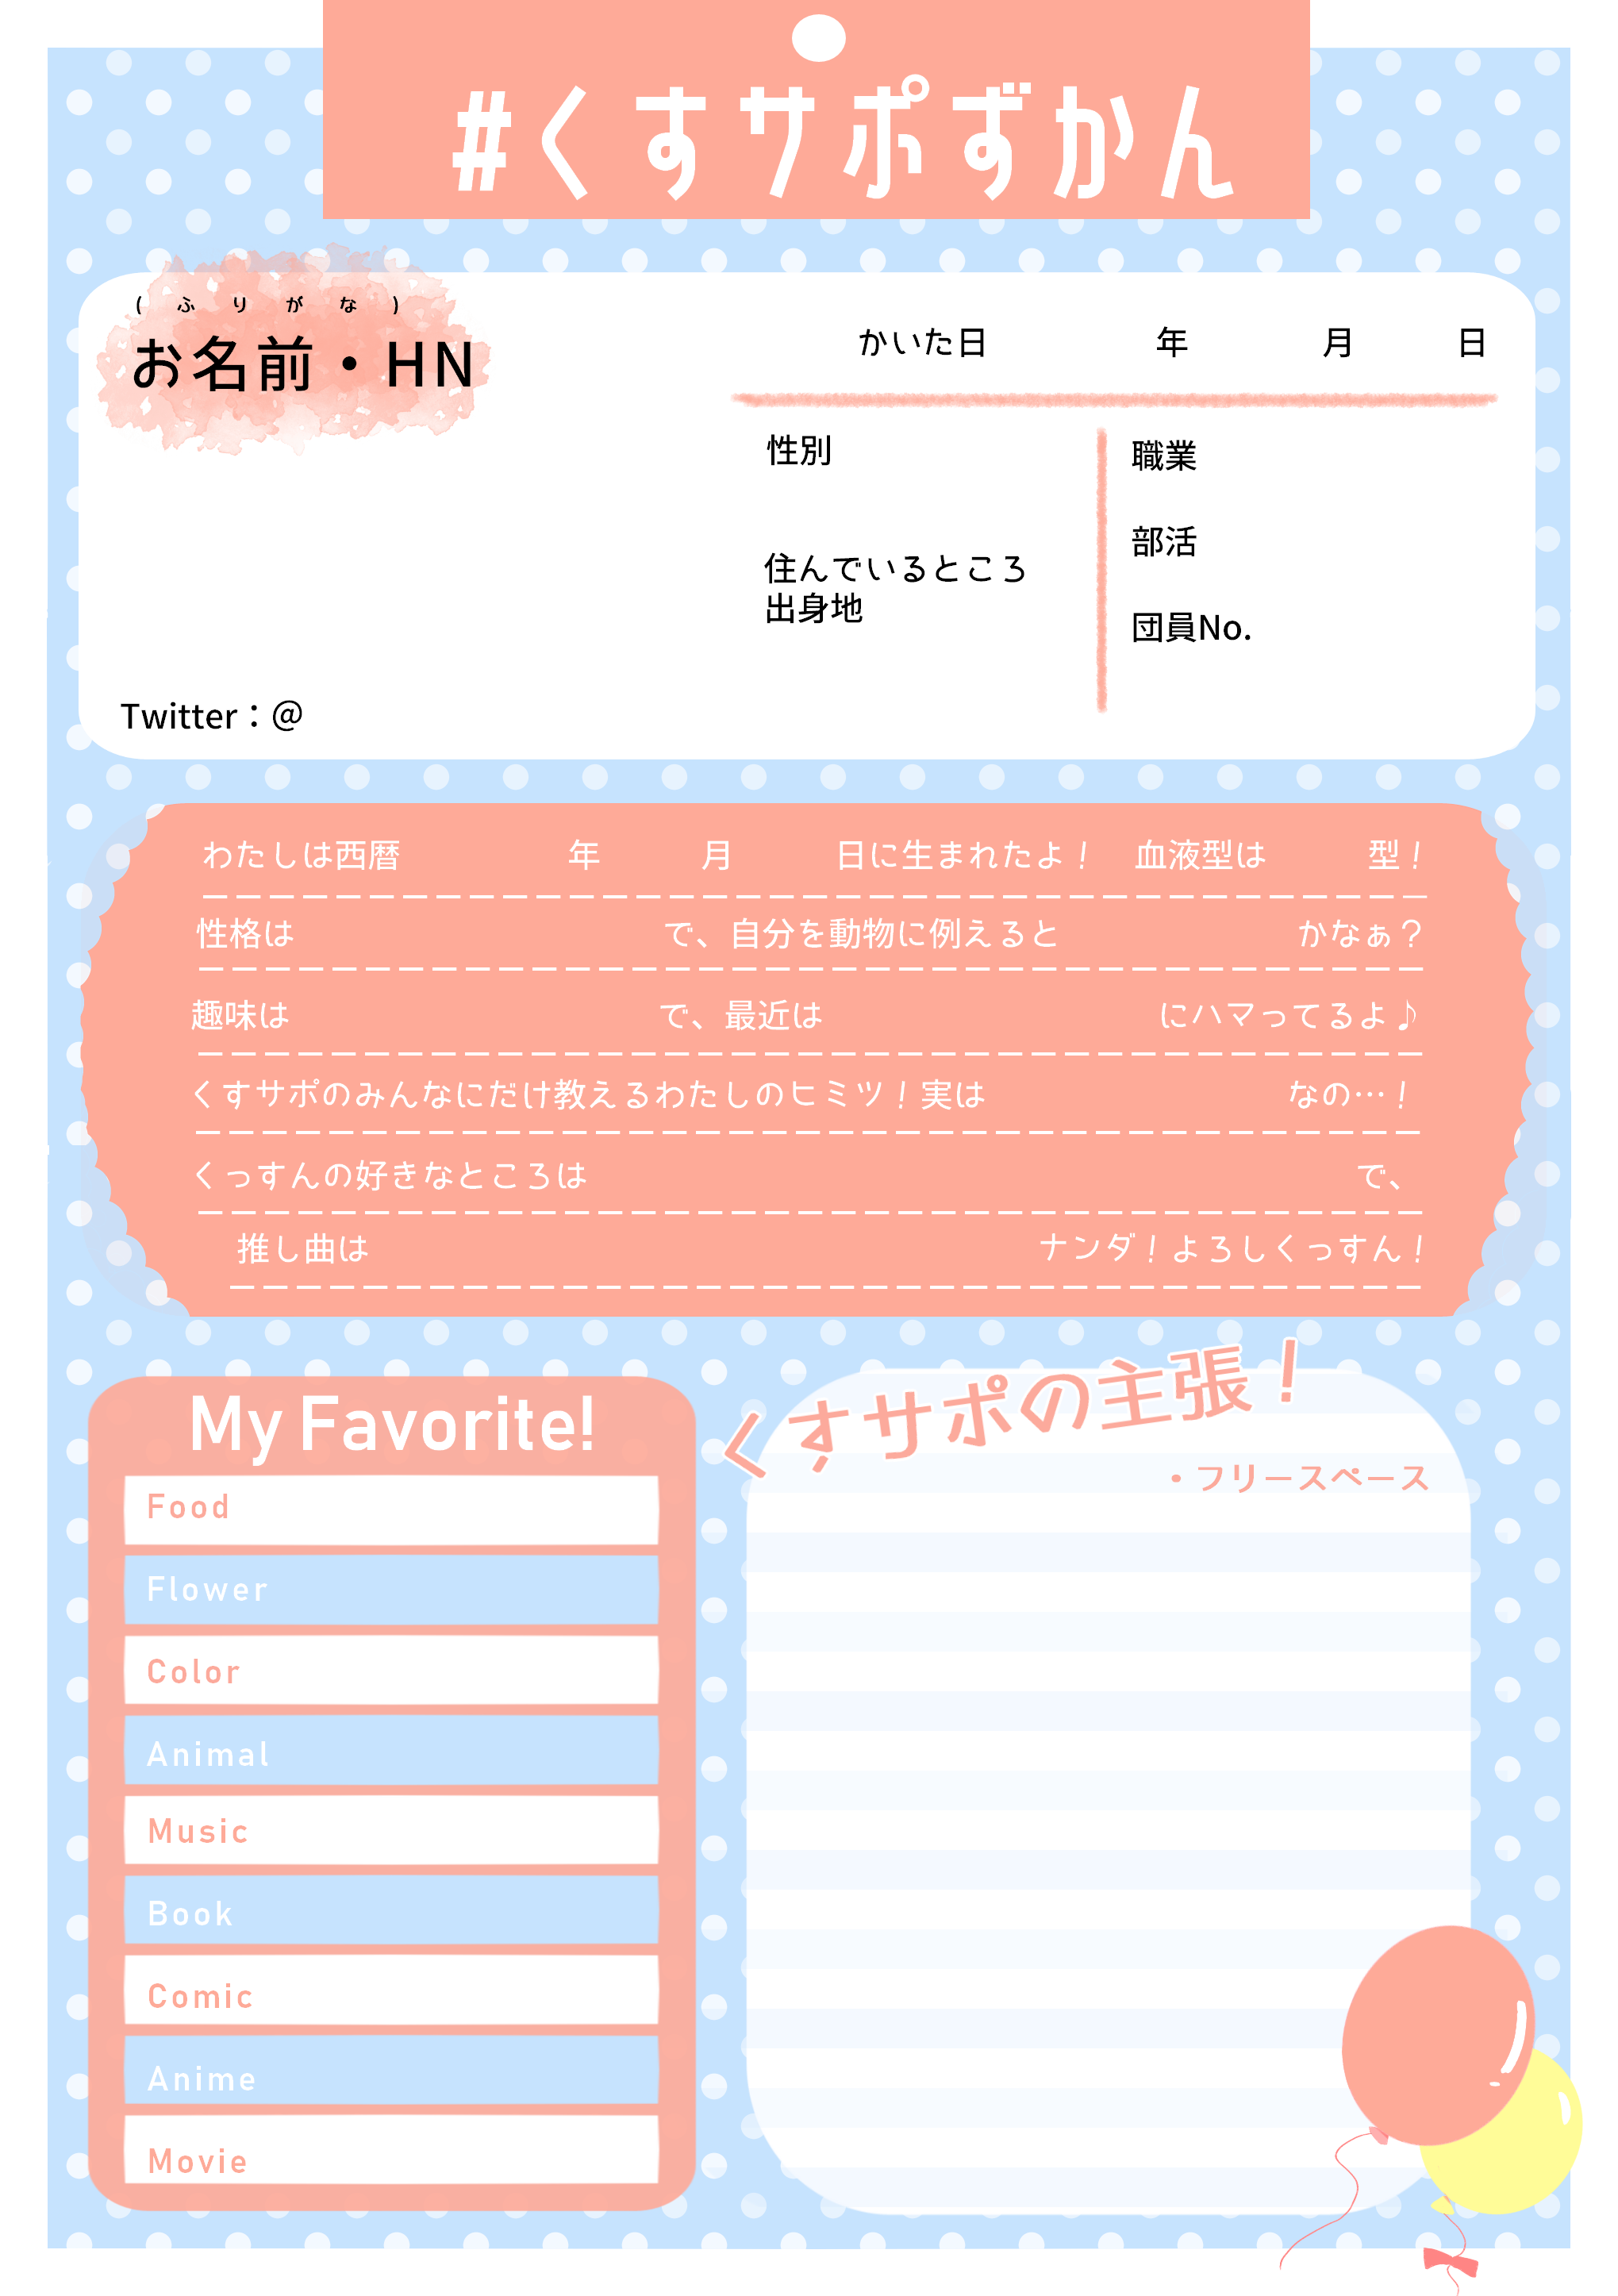 #くすサポずかん
(ふりがな)
お名前・HN
かいた日 年 月 日
性別
住んでいるところ
出身地
職業
部活
団員No.
Twitter：@
わたしは西暦 年 月 日に生まれたよ！ 血液型は 型！
性格は で、自分を動物に例えると かなぁ？
趣味は で、最近は にハマってるよ♪
くすサポのみんなにだけ教えるわたしのヒミツ！実は なの…！
くっすんの好きなところは で、
推し曲は ナンダ！よろしくっすん！
My Favorite!
Food
Flower
Color
Animal
Music
Book
Comic
Anime
Movie
くすサポの主張！
・フリースペース